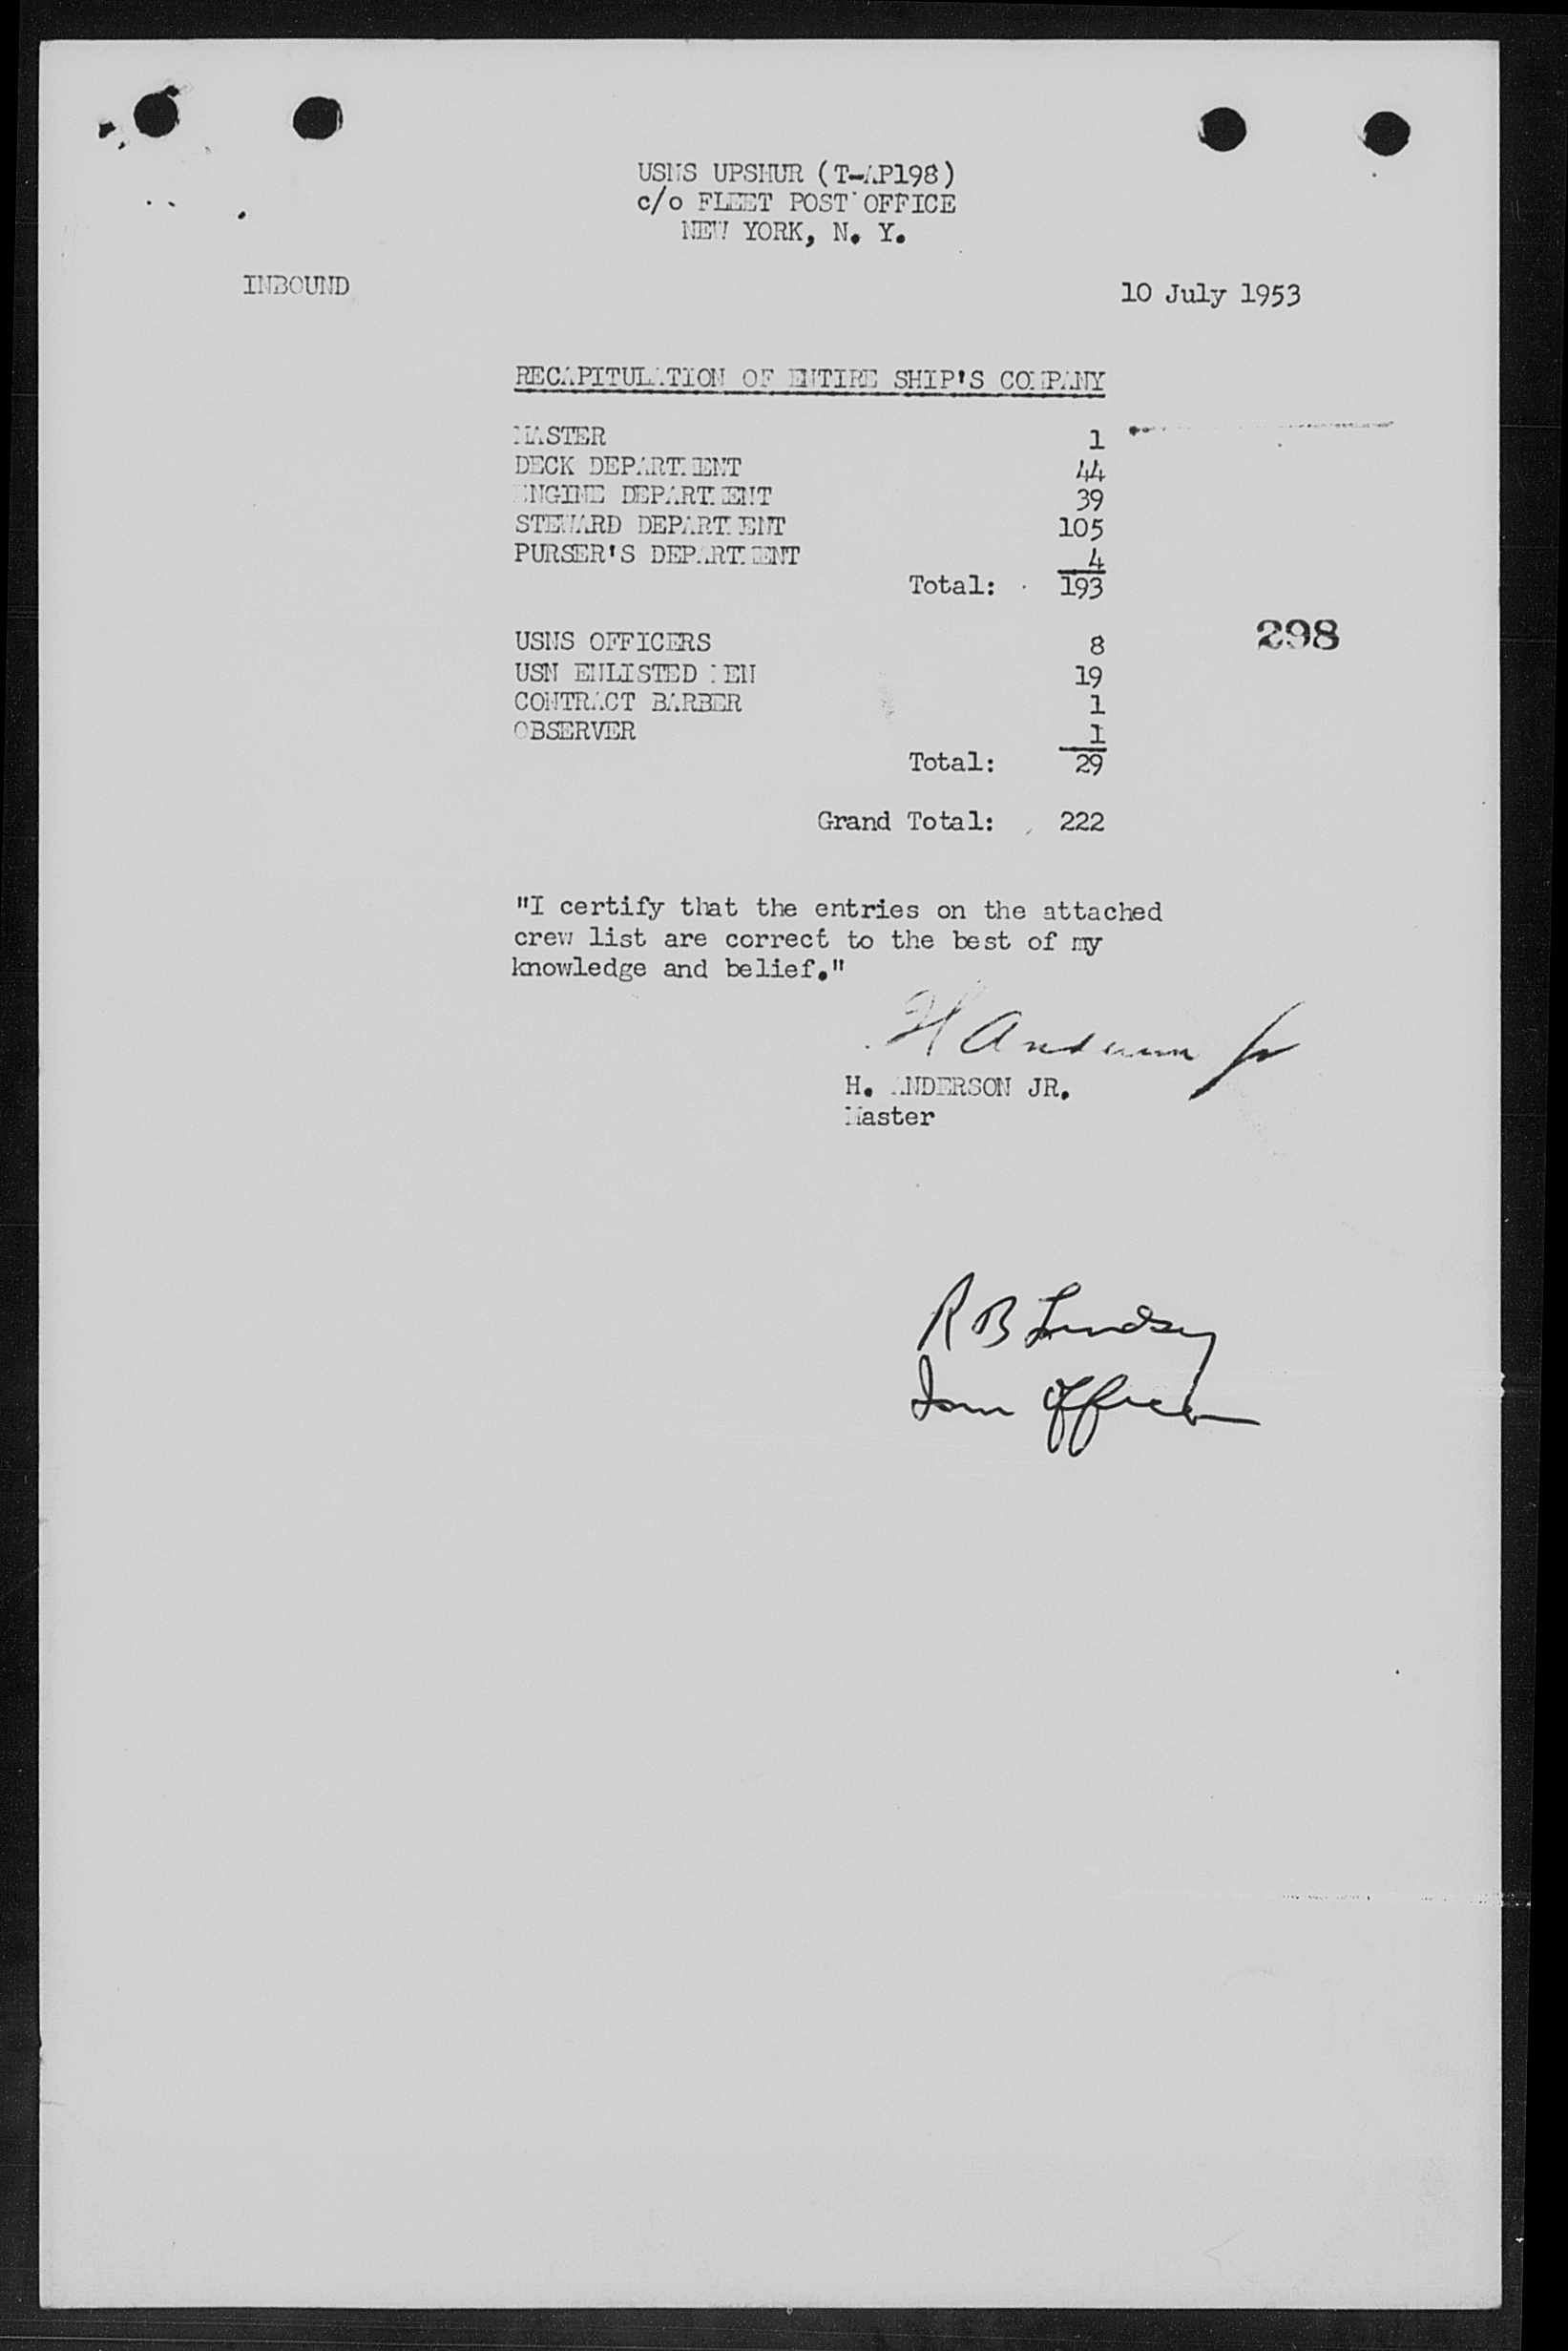 USNS UPSHUR (T-AP198)
c/o FLEET POST OFFICE
NEW YORK, N. Y.
INBOUND
10 July 1953
RECAPITULATION OF ENTIRE SHIP'S COMPANY
MASTER 1
DECK DEPARTMENT 44
ENGINE DEPARTMENT 39
STEWARD DEPARTMENT 105
PURSER'S DEPARTMENT 4
Total: 193
298
USNS OFFICERS 8
USN ENLISTED MEN 19
CONTRACT BARBER 1
OBSERVER 1
Total: 29
Grand Total: 222
"I certify that the entries on the attached
crew list are correct to the best of my
knowledge and belief."
H Anderson Jr
H. ANDERSON JR.
Master
R B Lindsey
Imm Officer